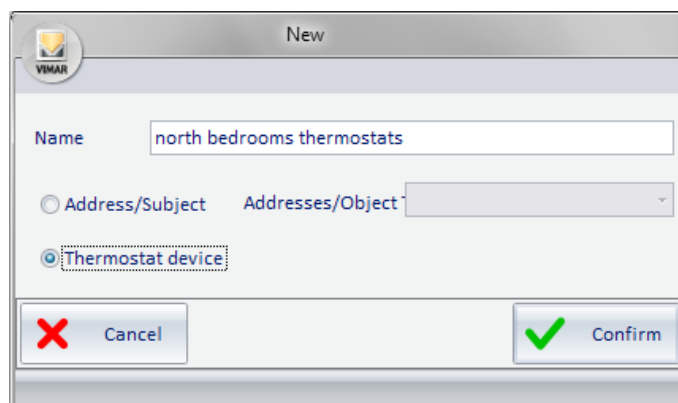 New
VIMAR
Name north bedrooms thermostats
Address/Subject Addresses/Object
Thermostat device
Cancel Confirm